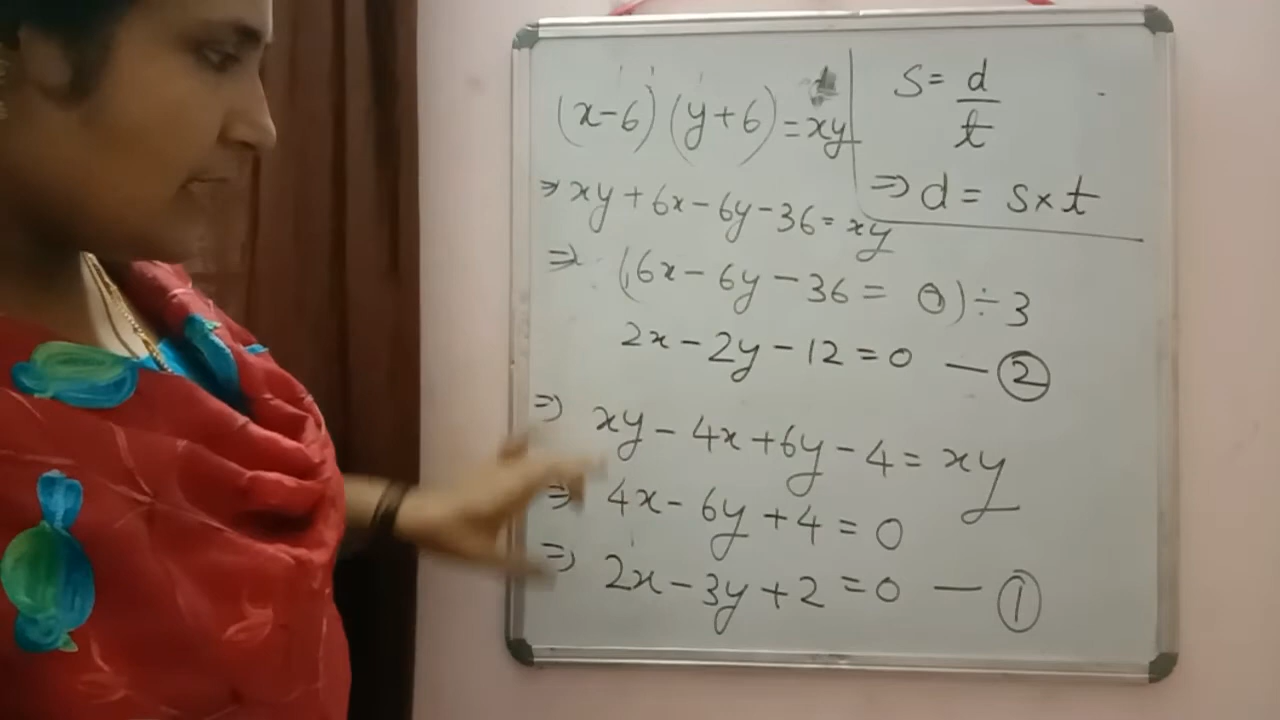 (x-6)(y+6)=xy
⇒ xy+6x-6y-36=xy
⇒ (6x-6y-36=0)÷3
2x-2y-12=0 —②
⇒ xy-4x+6y-4=xy
⇒ 4x-6y+4=0
⇒ 2x-3y+2=0 —①
S=d/t
⇒ d=s×t